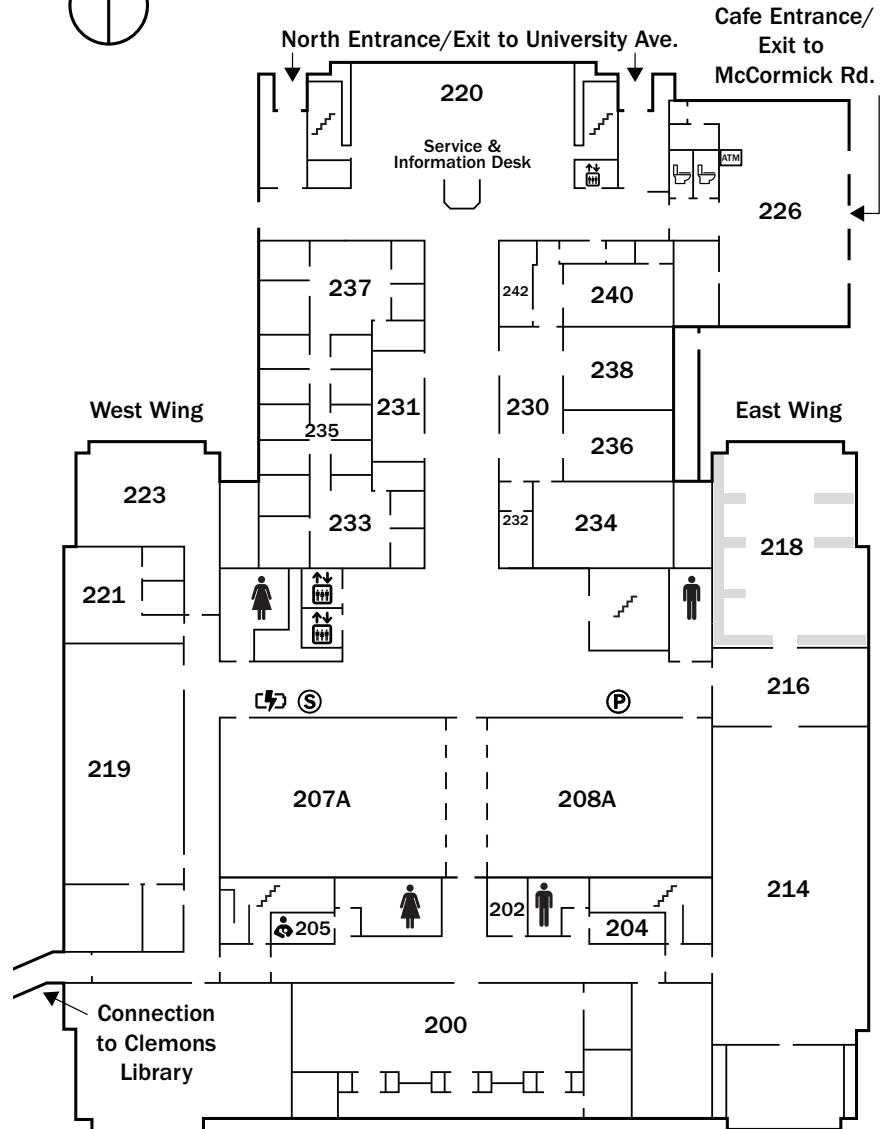 Cafe Entrance/
Exit to
McCormick Rd.
North Entrance/Exit to University Ave.
220
Service &
Information Desk
ATM
226
237
242
240
238
231
230
West Wing
East Wing
235
236
223
233
232
234
218
221
216
S
P
219
207A
208A
214
202
205
204
200
Connection
to Clemons
Library